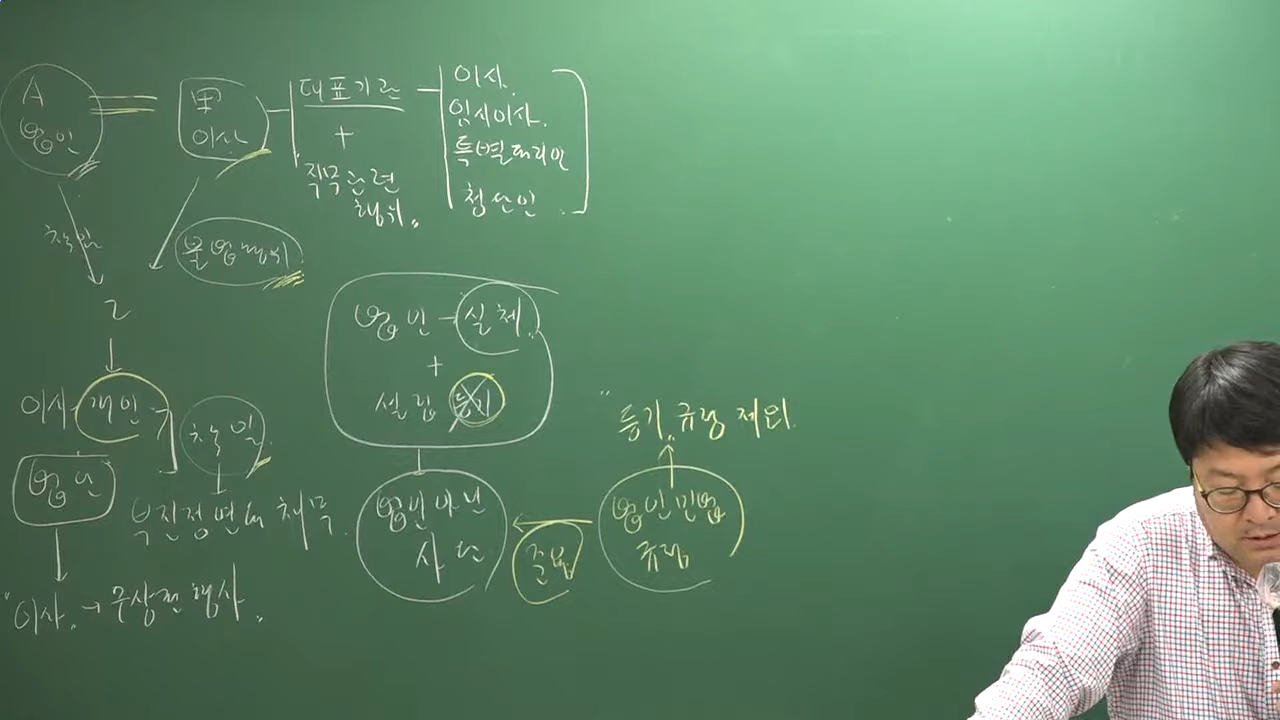 A
법인
甲
이사
대표기관
+
직무관련
행위.
이사.
임시이사.
특별대리인
청산인
책임
불법행위
乙
이사 개인
법인
책임.
부진정연대 채무.
"이사. → 구상권 행사.
법인 - 실체
+
설립 등기
법인 아닌
사단
준용
법인 민법
규정
"등기. 규정 제외.